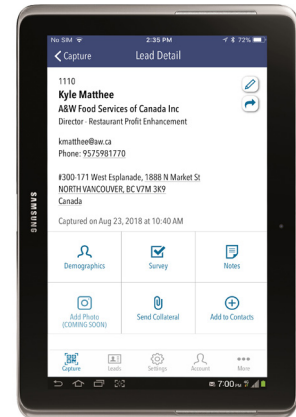 No SIM 2:35 PM 72%
Capture Lead Detail
1110
Kyle Matthee
A&W Food Services of Canada Inc
Director - Restaurant Profit Enhancement
kmatthee@aw.ca
Phone: 9575981770
#300-171 West Esplanade, 1888 N Market St
NORTH VANCOUVER, BC V7M 3K9
Canada
Captured on Aug 23, 2018 at 10:40 AM
Demographics Survey Notes
Add Photo Send Collateral Add to Contacts
(COMING SOON)
Capture Leads Settings Account More
7:00
SAMSUNG